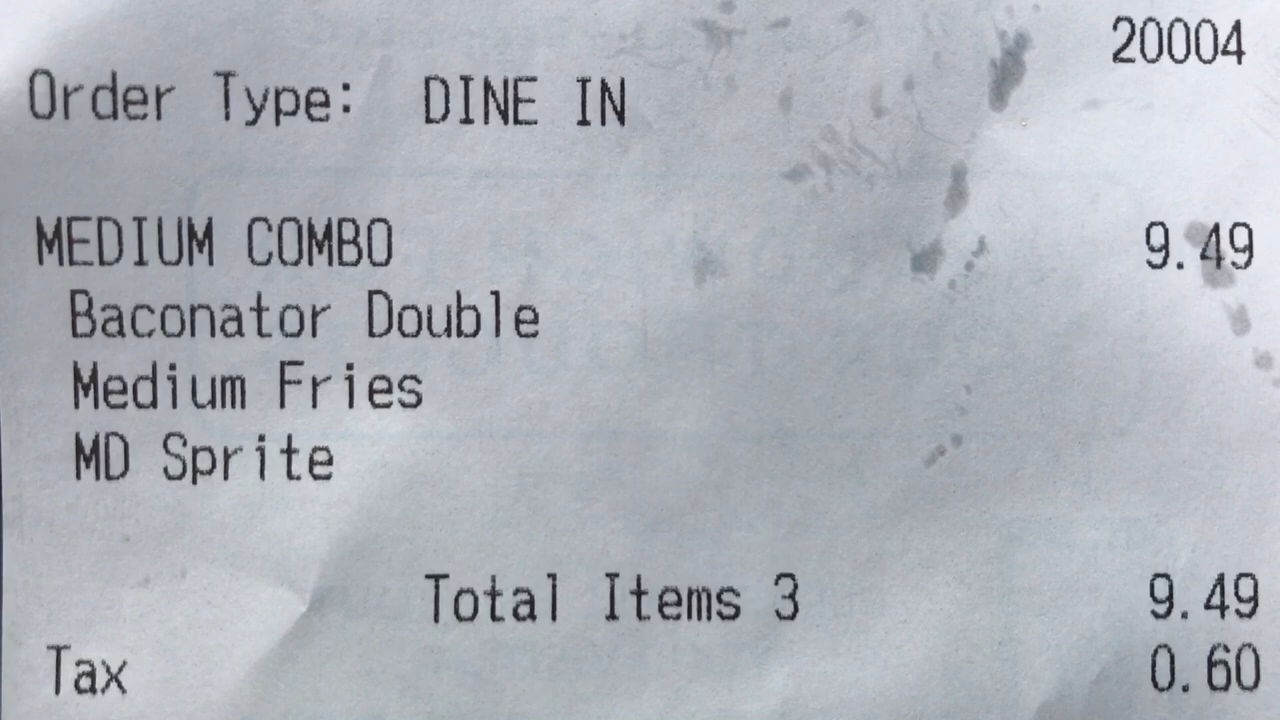 20004
Order Type: DINE IN
MEDIUM COMBO 9.49
Baconator Double
Medium Fries
MD Sprite
Total Items 3 9.49
Tax 0.60